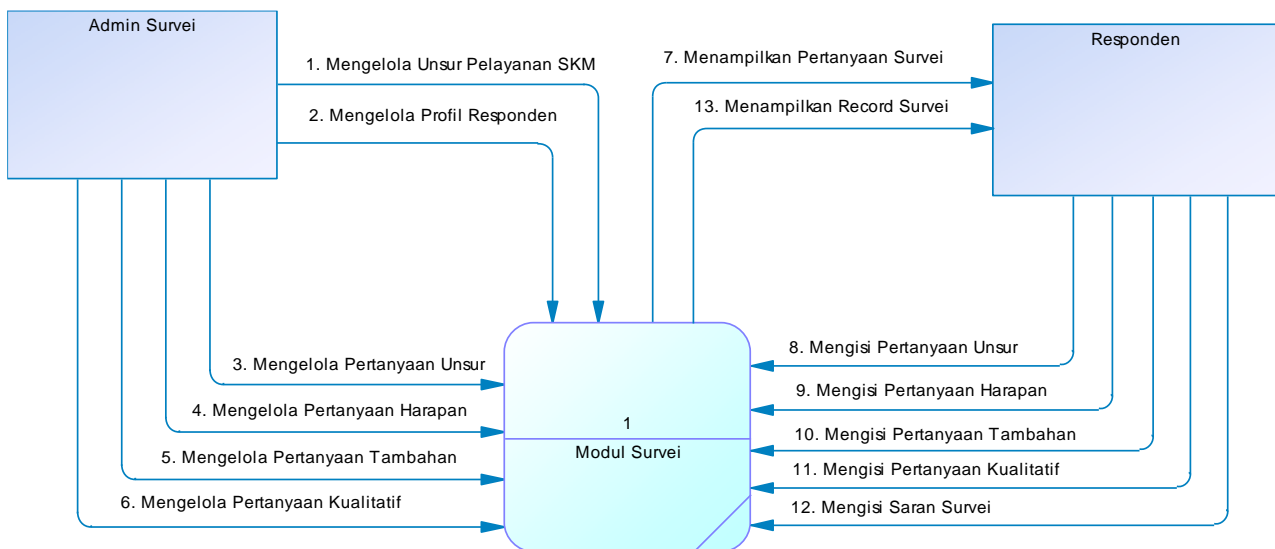 Admin Survei
Responden
1. Mengelola Unsur Pelayanan SKM
2. Mengelola Profil Responden
7. Menampilkan Pertanyaan Survei
13. Menampilkan Record Survei
3. Mengelola Pertanyaan Unsur
4. Mengelola Pertanyaan Harapan
5. Mengelola Pertanyaan Tambahan
6. Mengelola Pertanyaan Kualitatif
1
Modul Survei
8. Mengisi Pertanyaan Unsur
9. Mengisi Pertanyaan Harapan
10. Mengisi Pertanyaan Tambahan
11. Mengisi Pertanyaan Kualitatif
12. Mengisi Saran Survei